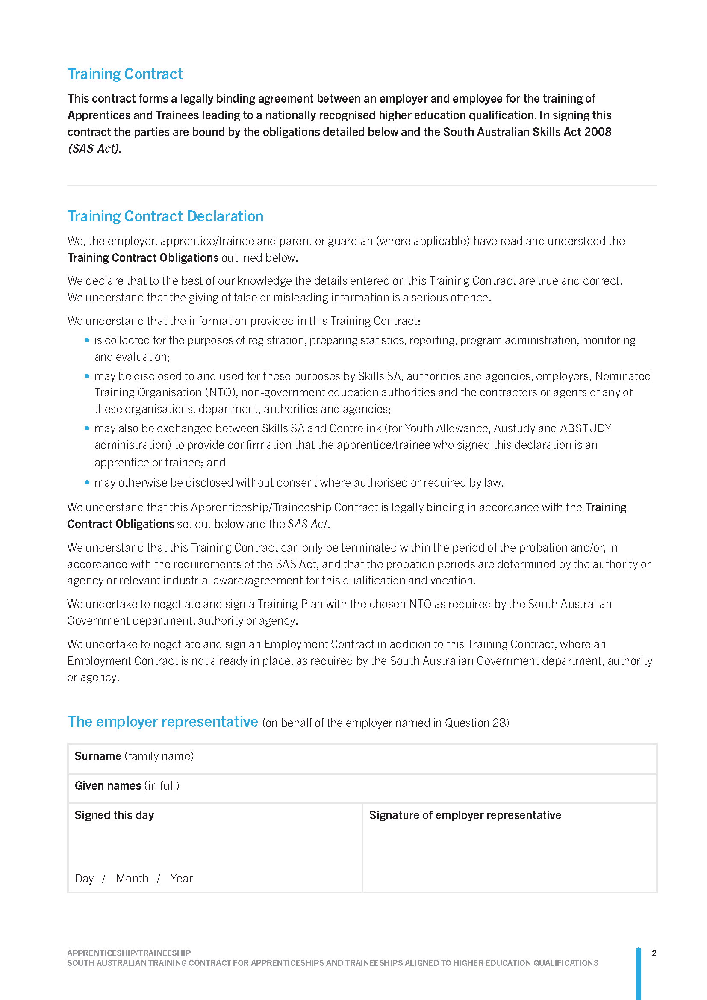 Training Contract
This contract forms a legally binding agreement between an employer and employee for the training of
Apprentices and Trainees leading to a nationally recognised higher education qualification. In signing this
contract the parties are bound by the obligations detailed below and the South Australian Skills Act 2008
(SAS Act).
Training Contract Declaration
We, the employer, apprentice/trainee and parent or guardian (where applicable) have read and understood the
Training Contract Obligations outlined below.
We declare that to the best of our knowledge the details entered on this Training Contract are true and correct.
We understand that the giving of false or misleading information is a serious offence.
We understand that the information provided in this Training Contract:
• is collected for the purposes of registration, preparing statistics, reporting, program administration, monitoring
and evaluation;
• may be disclosed to and used for these purposes by Skills SA, authorities and agencies, employers, Nominated
Training Organisation (NTO), non-government education authorities and the contractors or agents of any of
these organisations, department, authorities and agencies;
• may also be exchanged between Skills SA and Centrelink (for Youth Allowance, Austudy and ABSTUDY
administration) to provide confirmation that the apprentice/trainee who signed this declaration is an
apprentice or trainee; and
• may otherwise be disclosed without consent where authorised or required by law.
We understand that this Apprenticeship/Traineeship Contract is legally binding in accordance with the Training
Contract Obligations set out below and the SAS Act.
We understand that this Training Contract can only be terminated within the period of the probation and/or, in
accordance with the requirements of the SAS Act, and that the probation periods are determined by the authority or
agency or relevant industrial award/agreement for this qualification and vocation.
We undertake to negotiate and sign a Training Plan with the chosen NTO as required by the South Australian
Government department, authority or agency.
We undertake to negotiate and sign an Employment Contract in addition to this Training Contract, where an
Employment Contract is not already in place, as required by the South Australian Government department, authority
or agency.
The employer representative (on behalf of the employer named in Question 28)
Surname (family name)
Given names (in full)
Signed this day
Day / Month / Year
Signature of employer representative
APPRENTICESHIP/TRAINEESHIP
SOUTH AUSTRALIAN TRAINING CONTRACT FOR APPRENTICESHIPS AND TRAINEESHIPS ALIGNED TO HIGHER EDUCATION QUALIFICATIONS
2